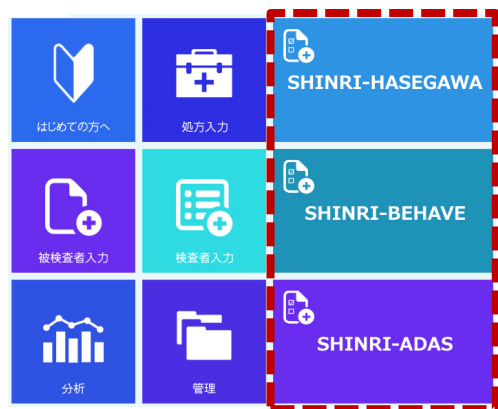 はじめての方へ
処方入力
SHINRI-HASEGAWA
被検査者入力
検査者入力
SHINRI-BEHAVE
分析
管理
SHINRI-ADAS